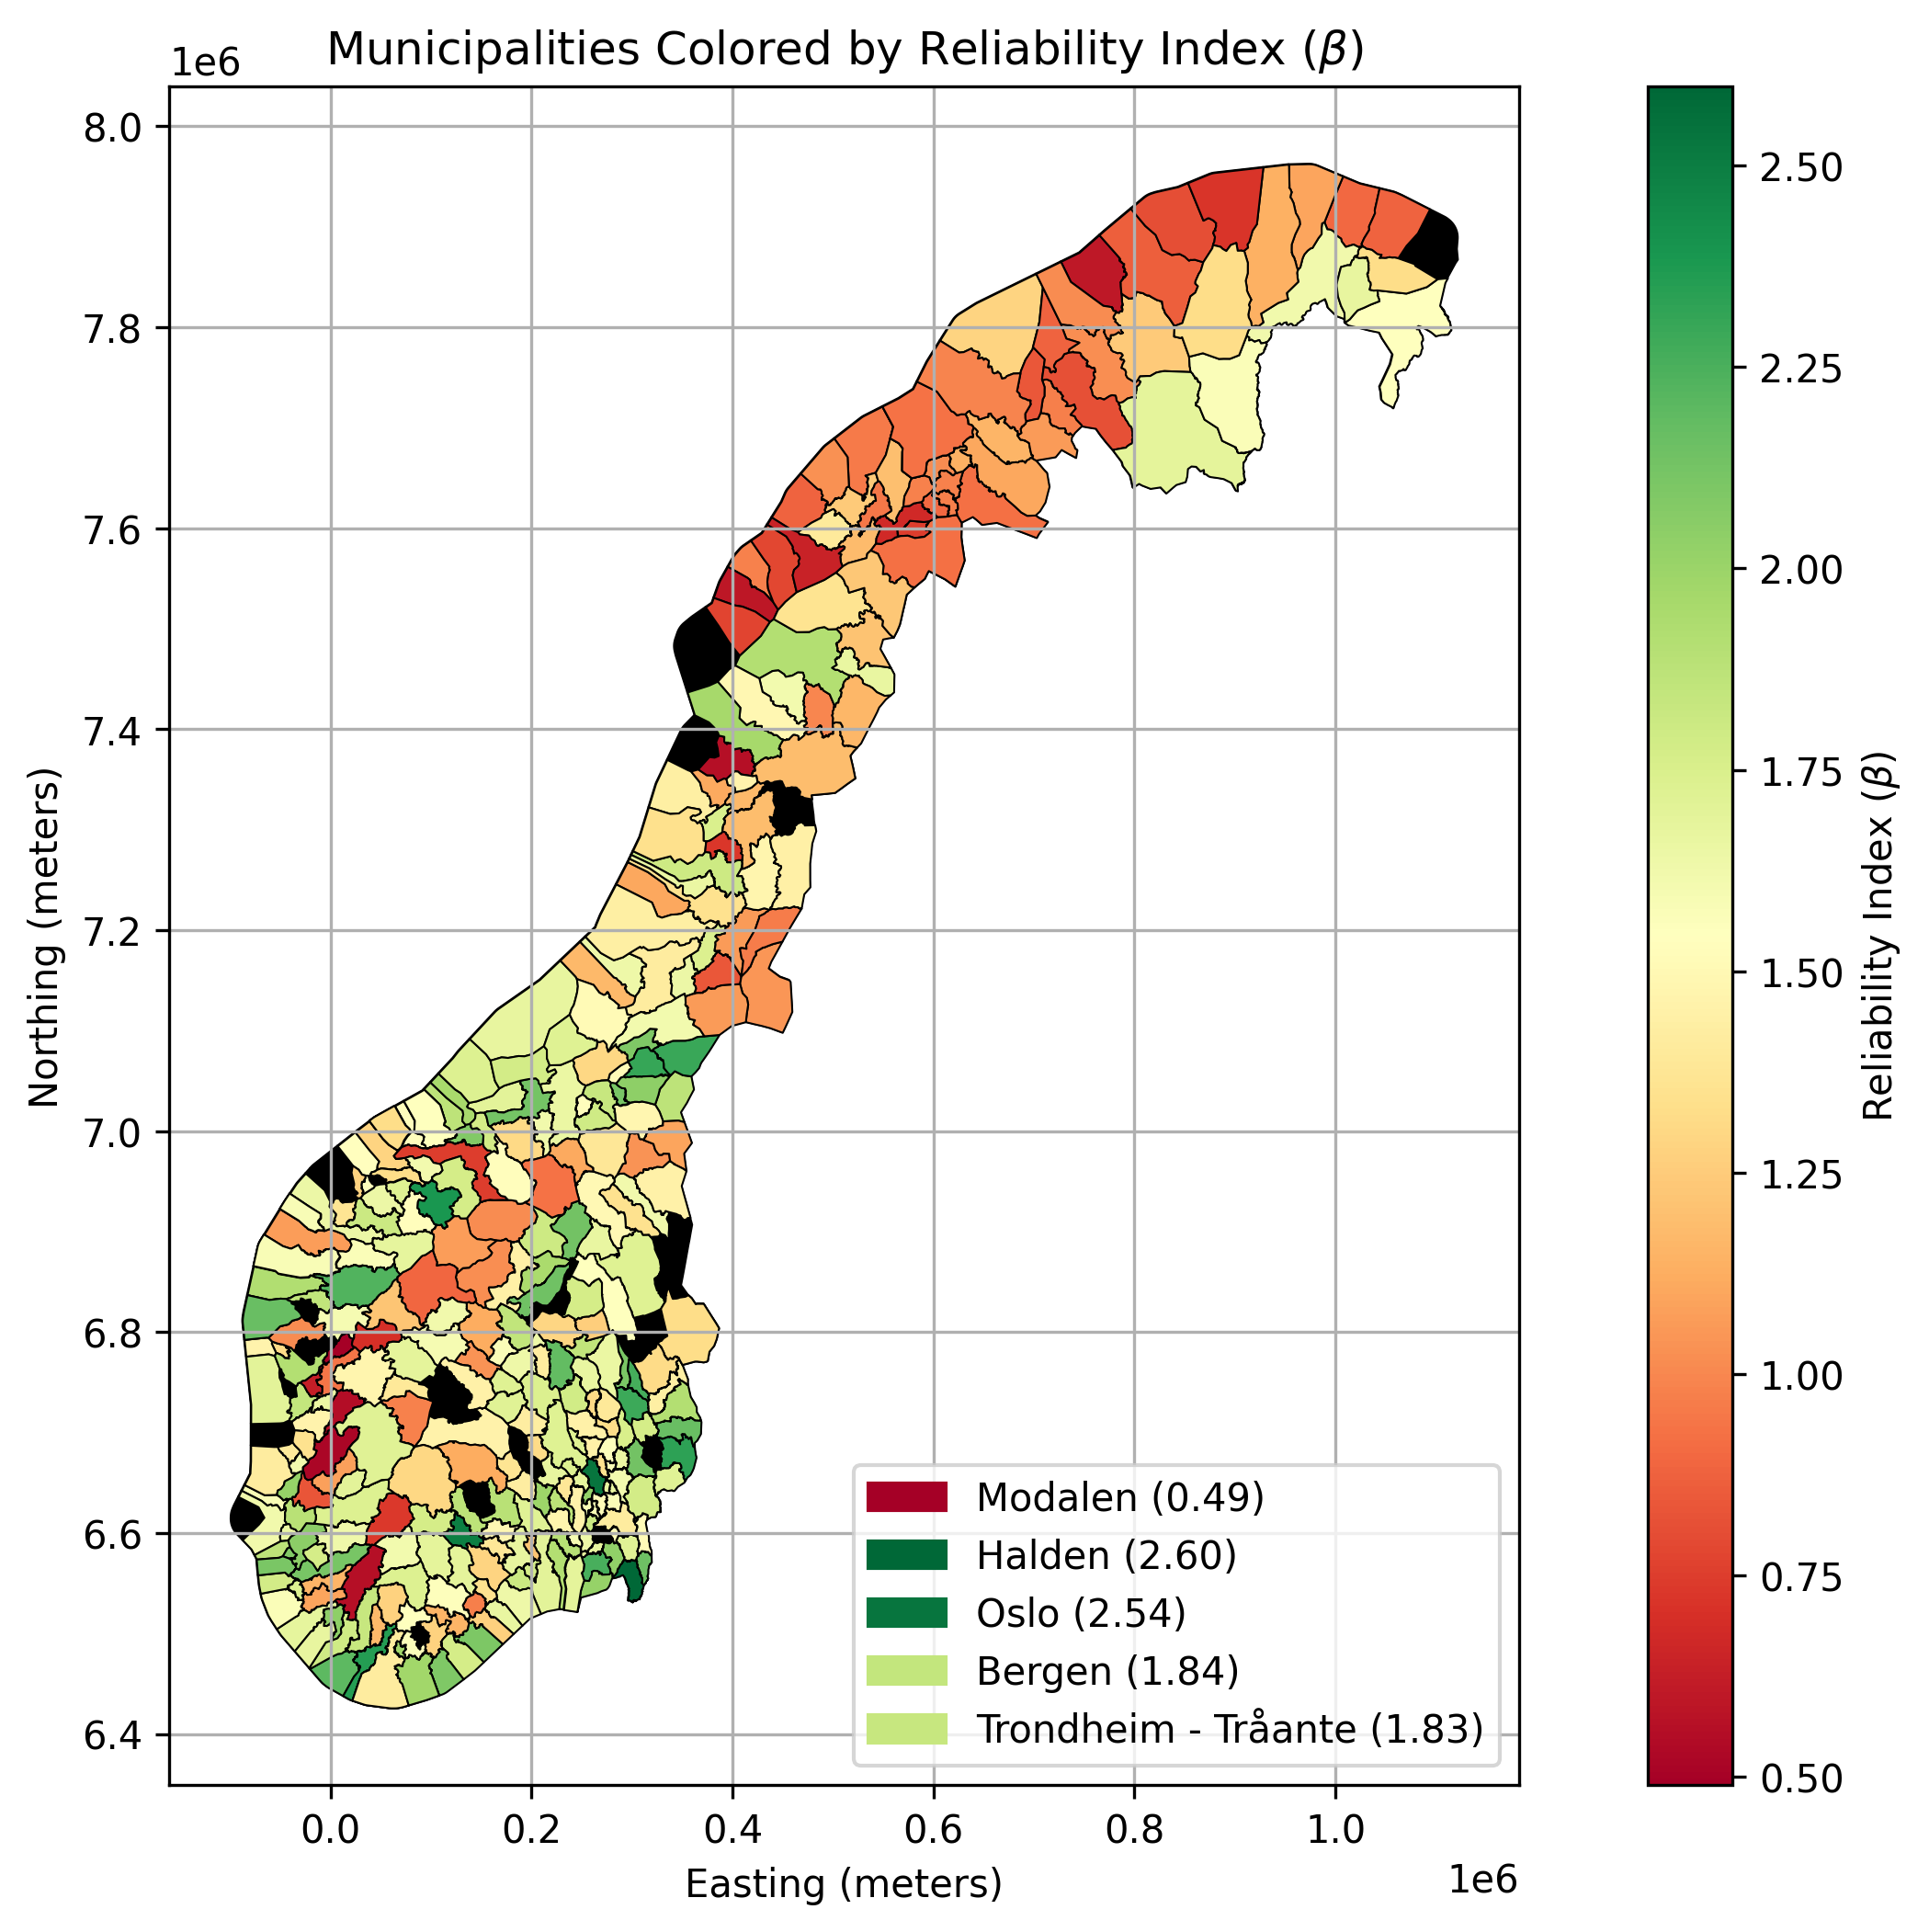 Municipalities Colored by Reliability Index (β)
1e6
8.0
7.8
7.6
7.4
7.2
7.0
6.8
6.6
6.4
Northing (meters)
0.0 0.2 0.4 0.6 0.8 1.0
1e6
Easting (meters)
Modalen (0.49)
Halden (2.60)
Oslo (2.54)
Bergen (1.84)
Trondheim - Tråante (1.83)
2.50
2.25
2.00
1.75
1.50
1.25
1.00
0.75
0.50
Reliability Index (β)